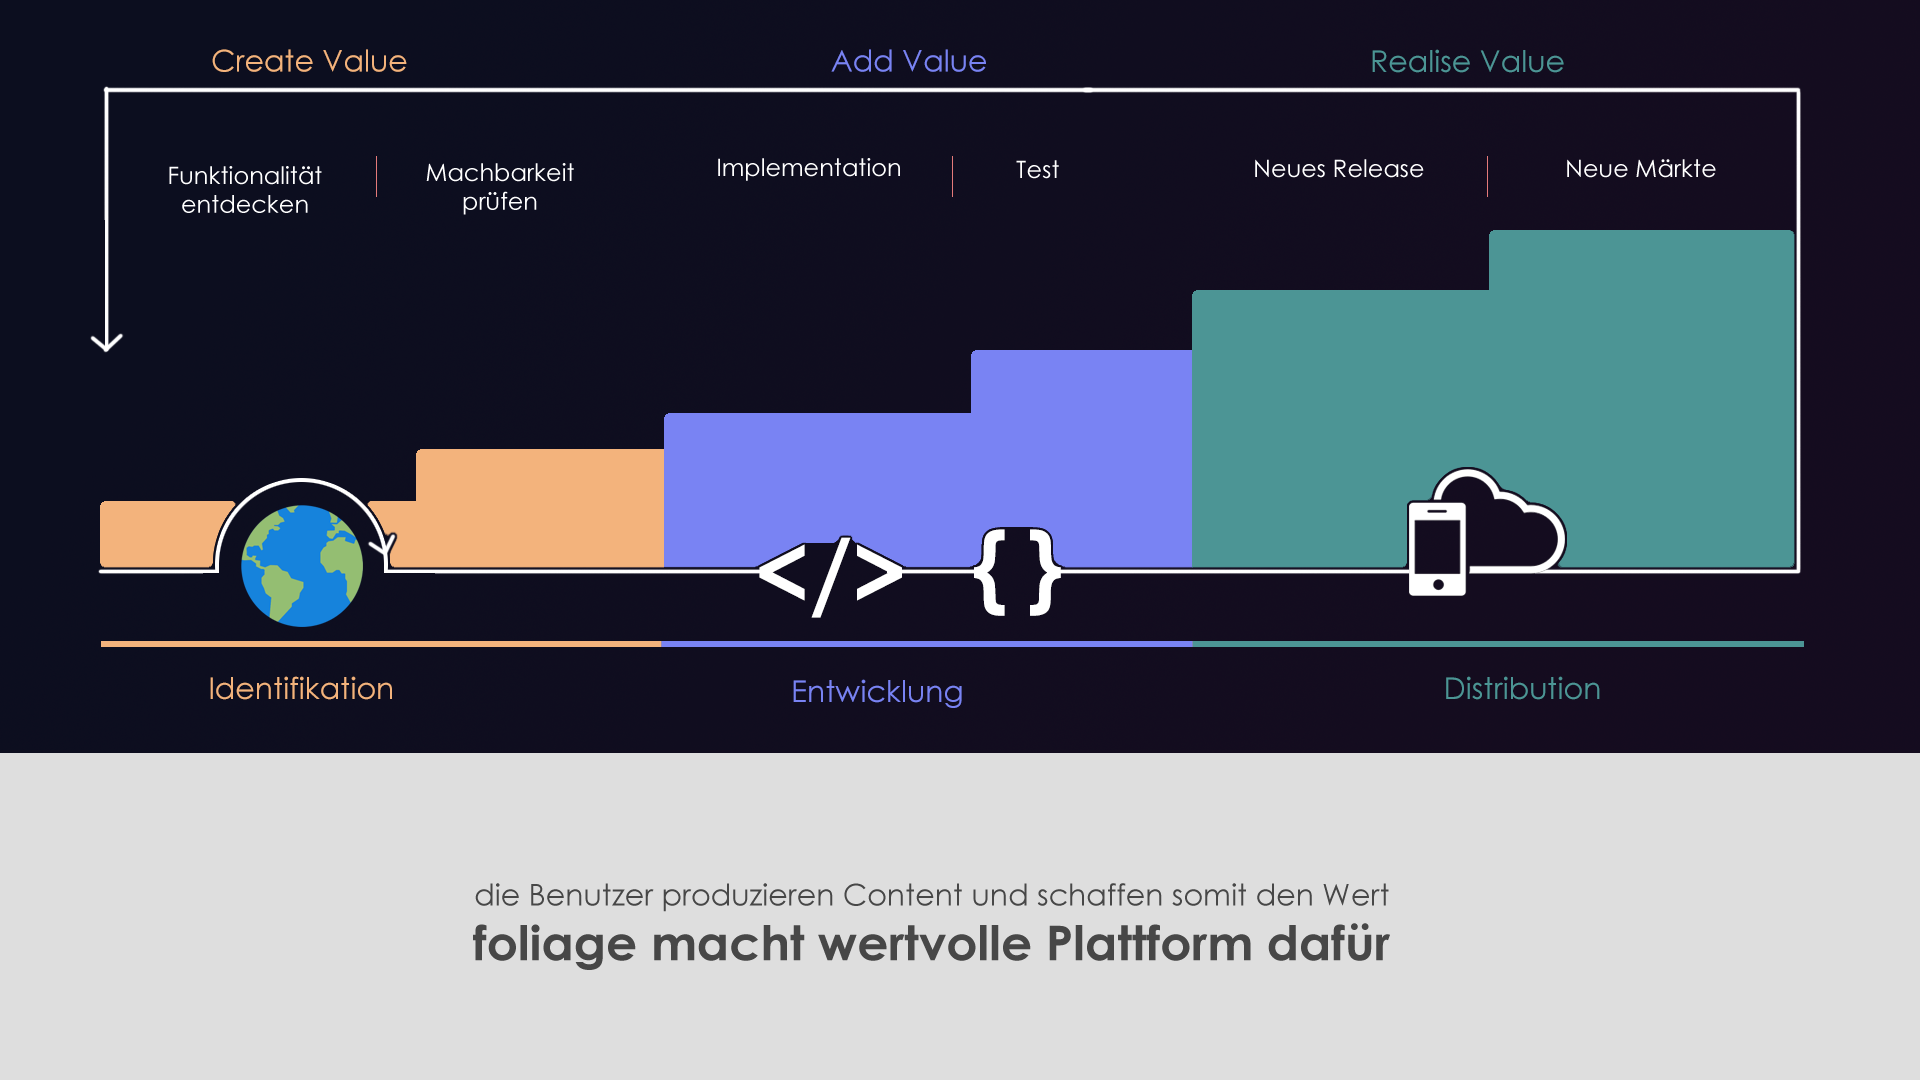 Create Value
Add Value
Realise Value
Funktionalität
entdecken
Machbarkeit
prüfen
Implementation
Test
Neues Release
Neue Märkte
</>
{}
Identifikation
Entwicklung
Distribution
die Benutzer produzieren Content und schaffen somit den Wert
foliage macht wertvolle Plattform dafür